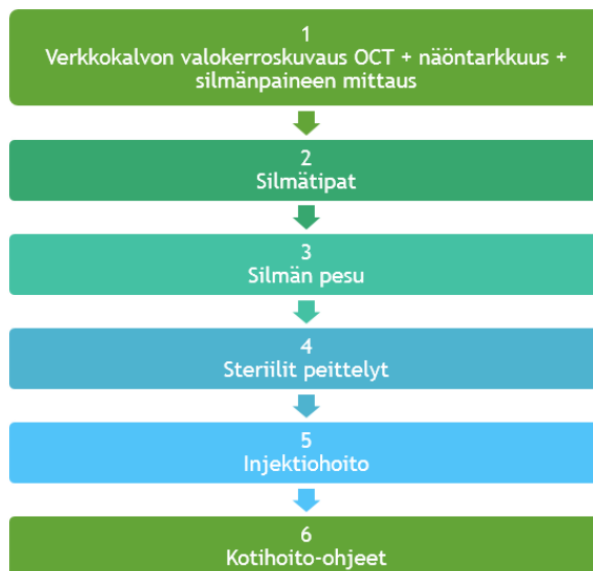 1
Verkkokalvon valokerroskuvaus OCT + näöntarkkuus +
silmänpaineen mittaus
2
Silmätipat
3
Silmän pesu
4
Steriilit peittelyt
5
Injektiohoito
6
Kotihoito-ohjeet